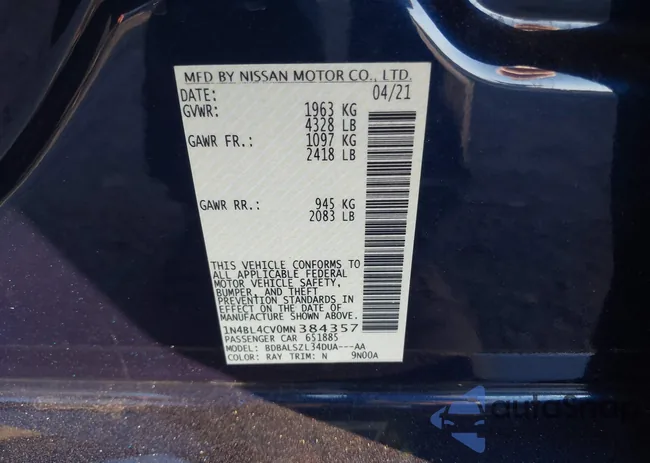 MFD BY NISSAN MOTOR CO., LTD.
DATE: 04/21
GVWR: 1963 KG
4328 LB
GAWR FR.: 1097 KG
2418 LB
GAWR RR.: 945 KG
2083 LB
THIS VEHICLE CONFORMS TO
ALL APPLICABLE FEDERAL
MOTOR VEHICLE SAFETY,
BUMPER, AND THEFT
PREVENTION STANDARDS
IN EFFECT ON THE DATE OF
MANUFACTURE SHOWN ABOVE.
1N4BL4CV0MN384357
PASSENGER CAR 651885
MODEL: BDBALSZL34DUA---AA
COLOR: RAY TRIM: N 9N00A
autoSnap